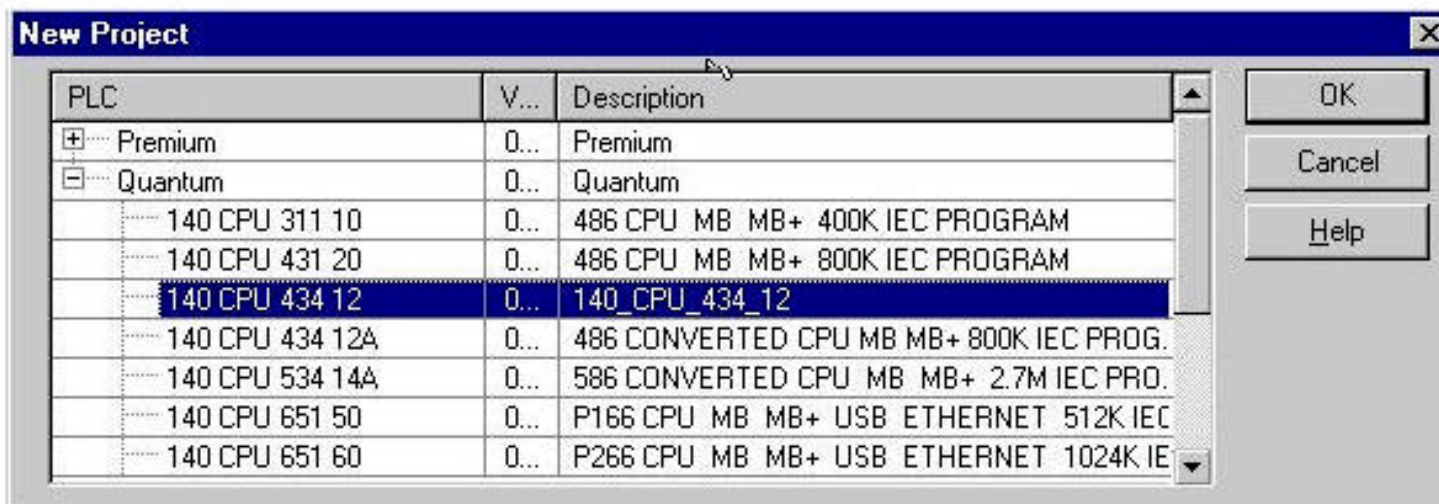 New Project
PLC V... Description
Premium 0... Premium
Quantum 0... Quantum
140 CPU 311 10 0... 486 CPU MB MB+ 400K IEC PROGRAM
140 CPU 431 20 0... 486 CPU MB MB+ 800K IEC PROGRAM
140 CPU 434 12 0... 140_CPU_434_12
140 CPU 434 12A 0... 486 CONVERTED CPU MB MB+ 800K IEC PROG.
140 CPU 534 14A 0... 586 CONVERTED CPU MB MB+ 2.7M IEC PRO.
140 CPU 651 50 0... P166 CPU MB MB+ USB ETHERNET 512K IEC
140 CPU 651 60 0... P266 CPU MB MB+ USB ETHERNET 1024K IE
OK
Cancel
Help